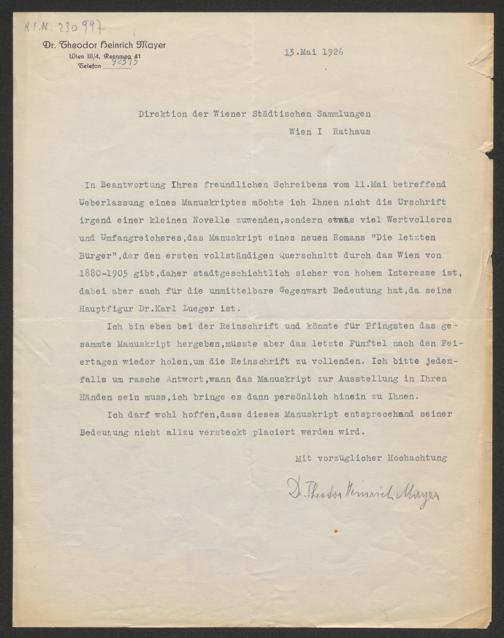 H.I.N. 230997
Dr. Theodor Heinrich Mayer
Wien III/4, Rennweg 41
Telefon
13.Mai 1926
Direktion der Wiener Städtischen Sammlungen
Wien I Rathaus
In Beantwortung Ihres freundlichen Schreibens vom 11.Mai betreffend
Ueberlassung eines Manuskriptes möchte ich Ihnen nicht die Urschrift
irgend einer kleinen Novelle zuwenden,sondern etwas viel Wertvolleres
und Umfangreicheres,das Manuskript eines neuen Romans "Die letzten
Bürger",der den ersten vollständigen Querschnitt durch das Wien von
1880-1905 gibt,daher stadtgeschichtlich sicher von hohem Interesse ist,
dabei aber auch für die unmittelbare Gegenwart Bedeutung hat,da seine
Hauptfigur Dr.Karl Lueger ist.
Ich bin eben bei der Reinschrift und könnte für Pfingsten das ge-
sammte Manuskript hergeben,müsste aber das letzte Fünftel nach den Fei-
ertagen wieder holen,um die Reinschrift zu vollenden. Ich bitte jeden-
falls um rasche Antwort,wann das Manuskript zur Ausstellung in Ihren
Händen sein muss,ich bringe es dann persönlich hinein zu Ihnen.
Ich darf wohl hoffen,dass dieses Manuskript entsprechend seiner
Bedeutung nicht allzu versteckt placiert werden wird.
Mit vorzüglicher Hochachtung
Dr. Theodor Heinrich Mayer